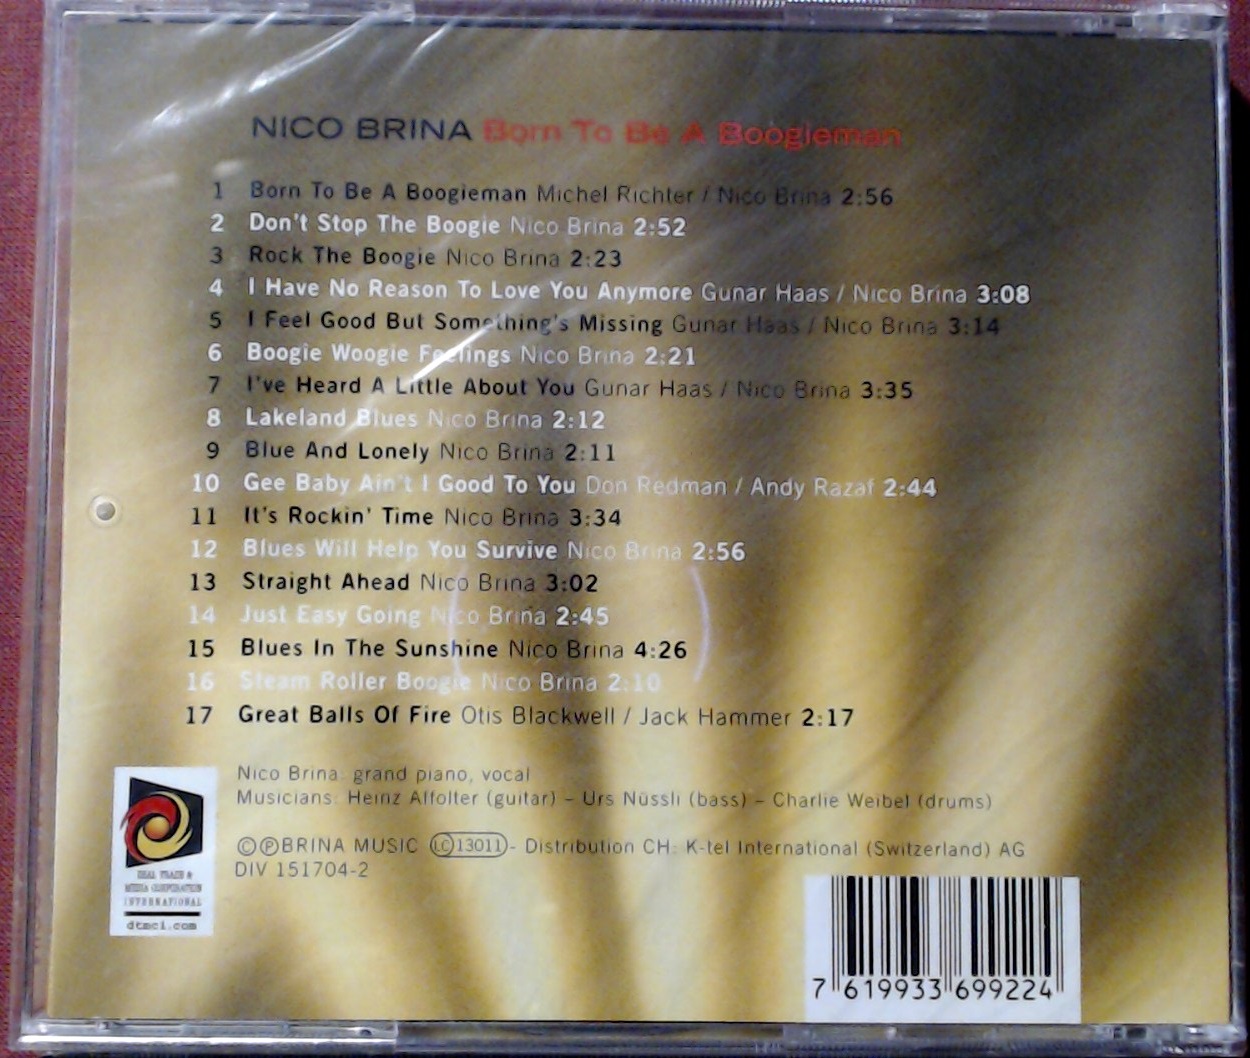 NICO BRINA Born To Be A Boogieman
1 Born To Be A Boogieman Michel Richter / Nico Brina 2:56
2 Don't Stop The Boogie Nico Brina 2:52
3 Rock The Boogie Nico Brina 2:23
4 I Have No Reason To Love You Anymore Gunar Haas / Nico Brina 3:08
5 I Feel Good But Something's Missing Gunar Haas / Nico Brina 3:14
6 Boogie Woogie Feelings Nico Brina 2:21
7 I've Heard A Little About You Gunar Haas / Nico Brina 3:35
8 Lakeland Blues Nico Brina 2:12
9 Blue And Lonely Nico Brina 2:11
10 Gee Baby Ain't I Good To You Don Redman / Andy Razaf 2:44
11 It's Rockin' Time Nico Brina 3:34
12 Blues Will Help You Survive Nico Brina 2:56
13 Straight Ahead Nico Brina 3:02
14 Just Easy Going Nico Brina 2:45
15 Blues In The Sunshine Nico Brina 4:26
16 Steam Roller Boogie Nico Brina 2:10
17 Great Balls Of Fire Otis Blackwell / Jack Hammer 2:17
Nico Brina: grand piano, vocal
Musicians: Heinz Affolter (guitar) – Urs Nüssli (bass) – Charlie Weibel (drums)
©℗BRINA MUSIC LC 13011 - Distribution CH: K-tel International (Switzerland) AG
DIV 151704-2
TRADE &
MEDIA CORPORATION
INTERNATIONAL
dtmci.com
7 619933 699224